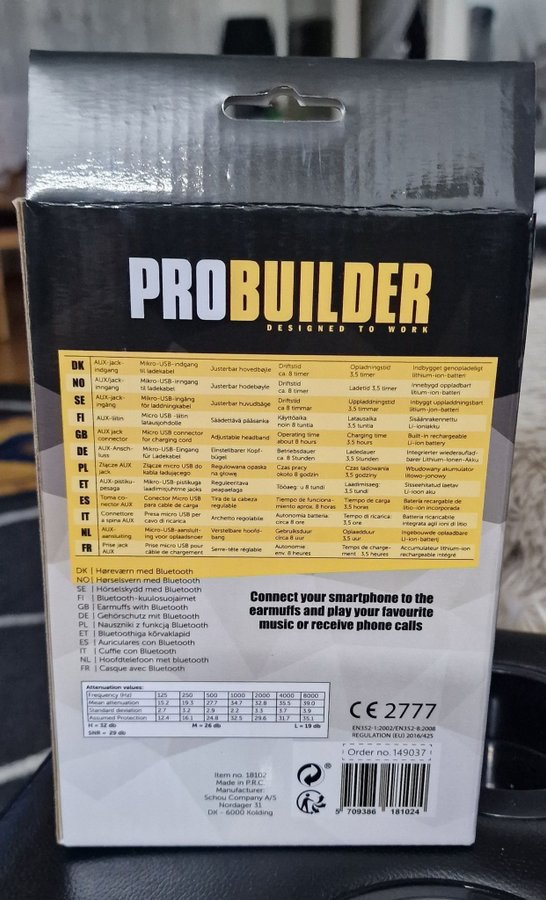 PROBUILDER
DESIGNED TO WORK
DK AUX-jack-indgang Mikro-USB-indgang til ladekabel Justerbar hovedbøjle Driftstid ca. 8 timer Opladningstid 3,5 timer Indbygget genopladeligt lithium-ion-batteri
NO AUX/jack-inngang Mikro-USB-inngang til ladekabel Justerbar hodebøyle Driftstid ca. 8 timer Ladetid 3,5 timer Innebygd oppladbart litium-ion-batteri
SE AUX-jack-ingång Mikro-USB-ingång för laddningkabel Justerbar huvudsåge Driftstid ca. 8 timmar Uppladdningstid 3,5 timmar Inbyggt uppladdningsbart litium-jon-batteri
FI AUX-liitin Micro USB -liitin latausjohdolle Säädettävä pääsanka Käyttöaika noin 8 tuntia Latausaika 3,5 tuntia Sisäänrakennettu Li-ioniakku
GB AUX jack connector Micro USB connector for charging cord Adjustable headband Operating time about 8 hours Charging time 3.5 hours Built-in rechargeable Li-ion battery
DE AUX-Anschluss Mikro-USB-Eingang für Ladekabel Einstellbarer Kopfbügel Betriebsdauer ca. 8 Stunden Ladedauer 3,5 Stunden Integrierter wiederaufladbarer Lithium-Ionen-Akku
PL Złącze AUX jack Złącze micro USB do kabla ładującego Regulowana opaska na głowę Czas pracy około 8 godzin Czas ładowania 3,5 godziny Wbudowany akumulator litowo-jonowy
ET AUX-pistikupesaga Mikro-USB-pistikuga laadimisjuhtme jaoks Reguleeritava peapaelaga Tööaeg: u 8 tundi Laadimisaeg: 3,5 tundi Sisseehitatud laetav Li-ioon aku
ES Toma conector AUX Conector Micro USB para cable de carga Tira de la cabeza regulable Tiempo de funcionamiento aprox. 8 horas Tiempo de carga 3,5 horas Batería recargable de litio-ion incorporada
IT Connettore a spina AUX Presa micro USB per cavo di ricarica Archetto regolabile Autonomia batteria: circa 8 ore Tempo di ricarica: circa 3,5 ore Batteria ricaricabile integrata agli ioni di litio
NL AUX-aansluiting Micro-USB-aansluiting voor oplaadsnoer Verstelbare hoofdband Gebruiksduur circa 8 uur Oplaadduur 3,5 uur Ingebouwde oplaadbare Li-ion batterij
FR Prise jack AUX Prise micro USB pour câble de chargement Serre-tête réglable Autonomie env. 8 heures Temps de chargement : 3,5 heures Accumulateur lithium-ion rechargeable intégré
DK | Høreværn med Bluetooth
NO | Hørselsvern med Bluetooth
SE | Hörselskydd med Bluetooth
FI | Bluetooth-kuulosuojaimet
GB | Earmuffs with Bluetooth
DE | Gehörschutz mit Bluetooth
PL | Nauszniki z funkcją Bluetooth
ET | Bluetoothiga kõrvaklapid
ES | Auriculares con Bluetooth
IT | Cuffie con Bluetooth
NL | Hoofdtelefoon met bluetooth
FR | Casque avec Bluetooth
Connect your smartphone to the
earmuffs and play your favourite
music or receive phone calls
Attenuation values:
Frequency (Hz) 125 250 500 1000 2000 4000 8000
Mean attenuation 15.2 19.3 27.7 34.7 32.8 35.5 39.0
Standard deviation 2.7 3.2 2.9 2.2 3.3 3.7 3.9
Assumed Protection 12.4 16.1 24.8 32.5 29.6 31.7 35.1
H = 32 db M = 26 db L = 19 db
SNR = 29 db
CE 2777
EN352-1:2002/EN352-8:2008
REGULATION (EU) 2016/425
Order no. 149037
Item no. 18102
Made in P.R.C.
Manufacturer:
Schou Company A/S
Nordager 31
DK - 6000 Kolding
5 709386 181024